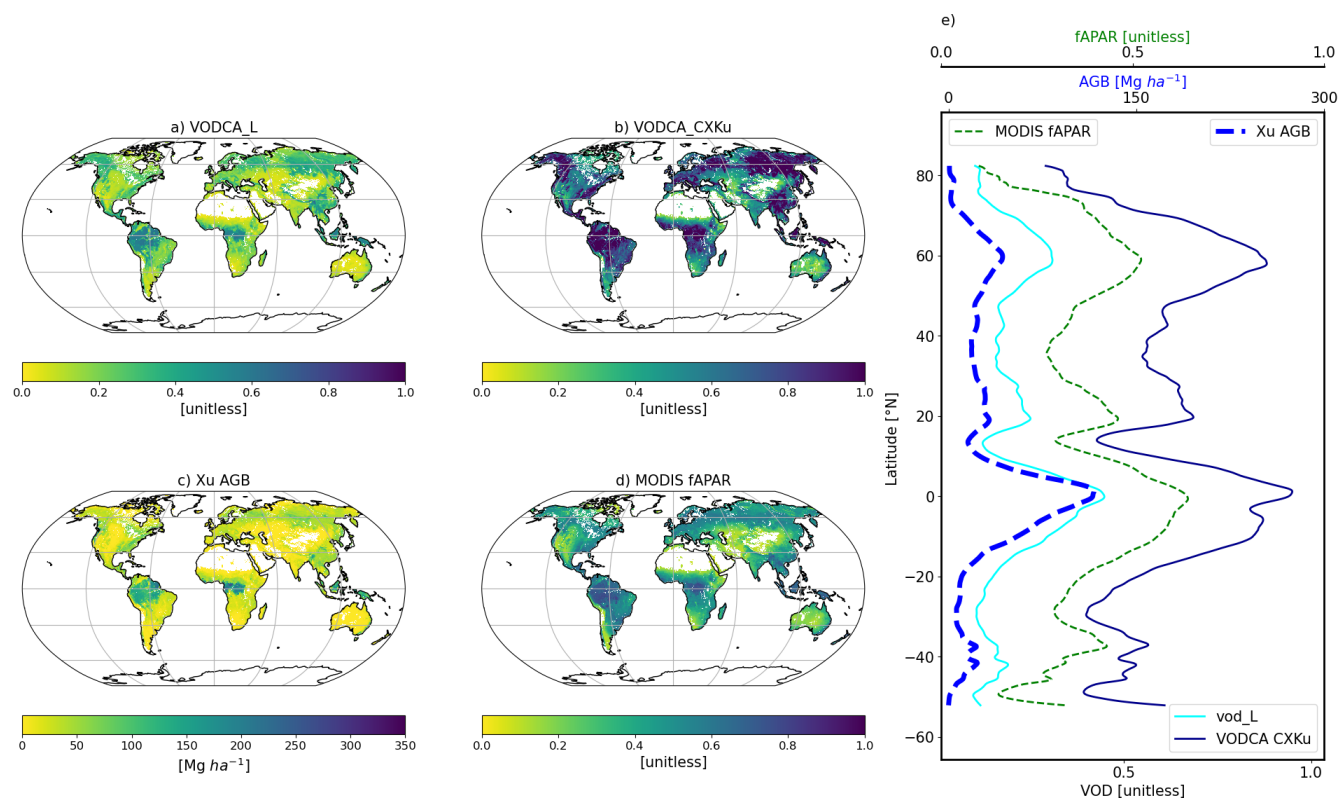 a) VODCA_L
0.0 0.2 0.4 0.6 0.8 1.0
[unitless]
b) VODCA_CXKu
0.0 0.2 0.4 0.6 0.8 1.0
[unitless]
c) Xu AGB
0 50 100 150 200 250 300 350
[Mg ha⁻¹]
d) MODIS fAPAR
0.0 0.2 0.4 0.6 0.8 1.0
[unitless]
e)
fAPAR [unitless]
0.0 0.5 1.0
AGB [Mg ha⁻¹]
0 150 300
MODIS fAPAR
Xu AGB
Latitude [°N]
80
60
40
20
0
−20
−40
−60
vod_L
VODCA CXKu
0.5 1.0
VOD [unitless]